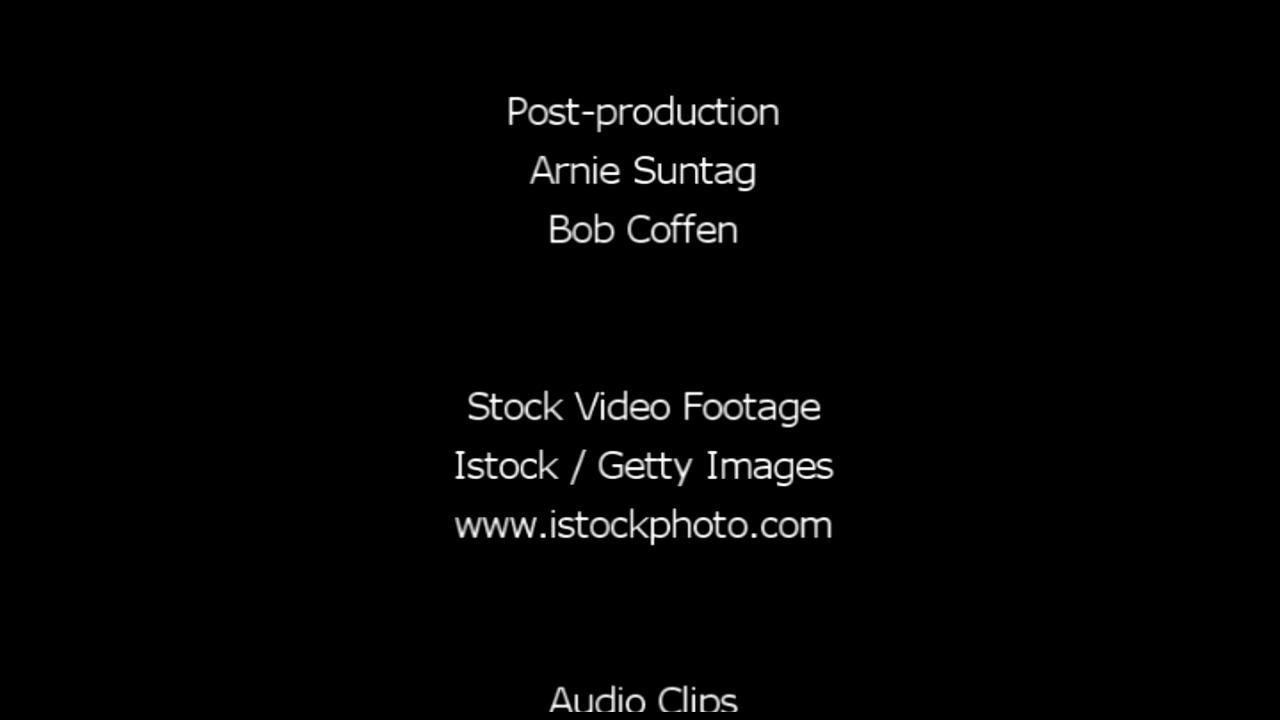 Post-production
Arnie Suntag
Bob Coffen
Stock Video Footage
Istock / Getty Images
www.istockphoto.com
Audio Clips